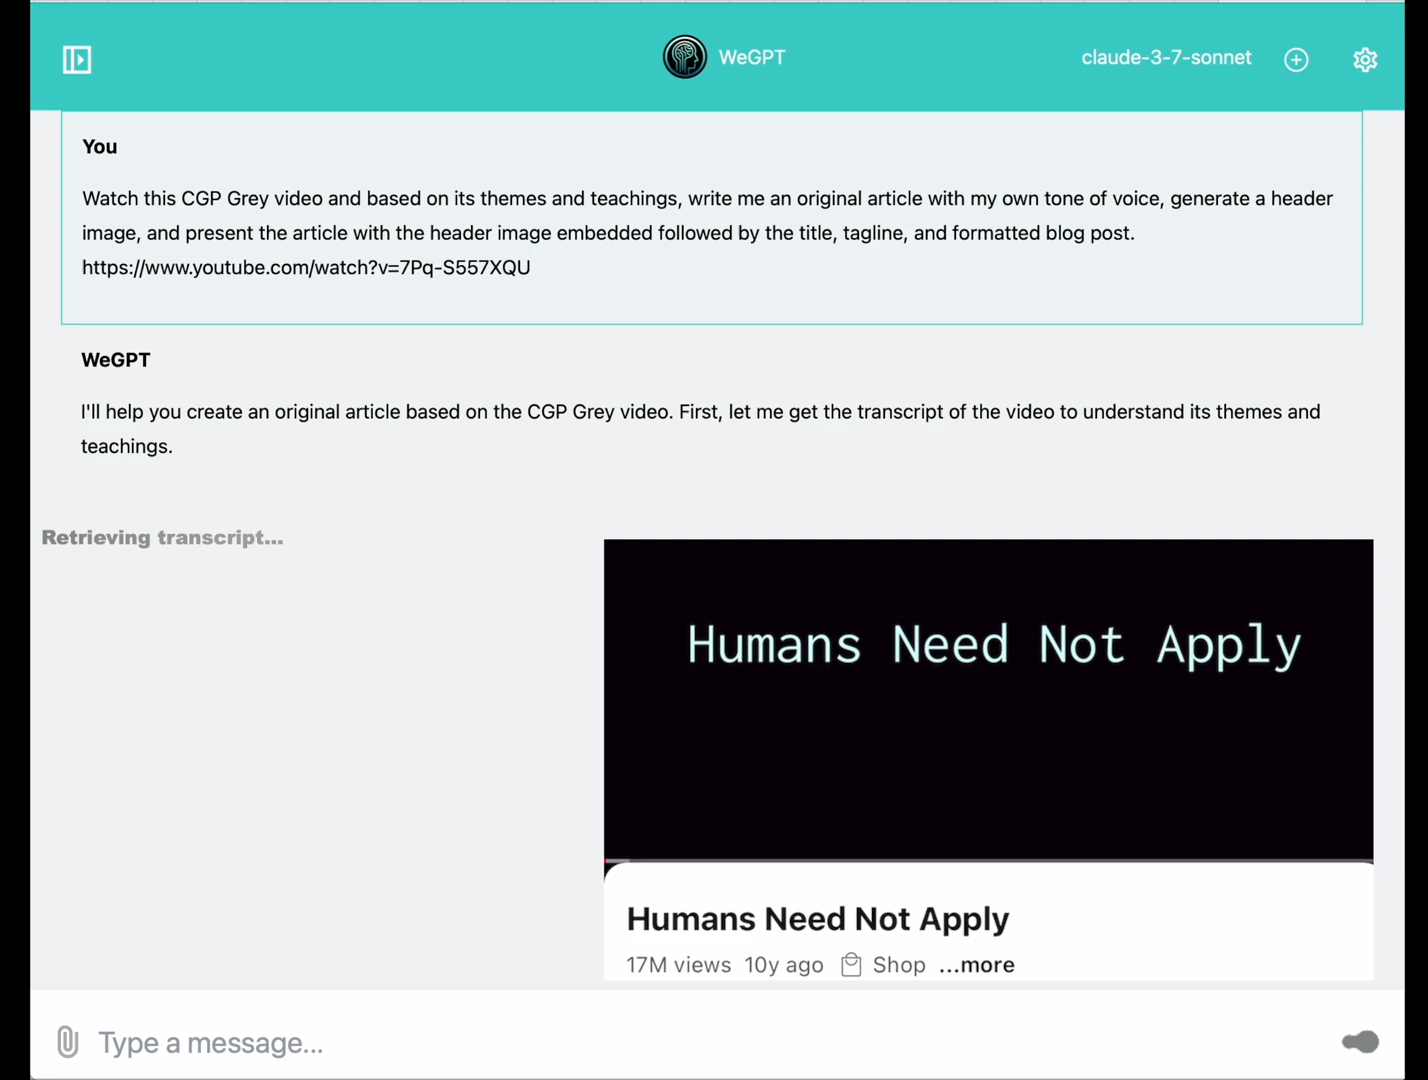 WeGPT
claude-3-7-sonnet
You
Watch this CGP Grey video and based on its themes and teachings, write me an original article with my own tone of voice, generate a header
image, and present the article with the header image embedded followed by the title, tagline, and formatted blog post.
https://www.youtube.com/watch?v=7Pq-S557XQU
WeGPT
I'll help you create an original article based on the CGP Grey video. First, let me get the transcript of the video to understand its themes and
teachings.
Retrieving transcript...
Humans Need Not Apply
Humans Need Not Apply
17M views 10y ago Shop ...more
Type a message...